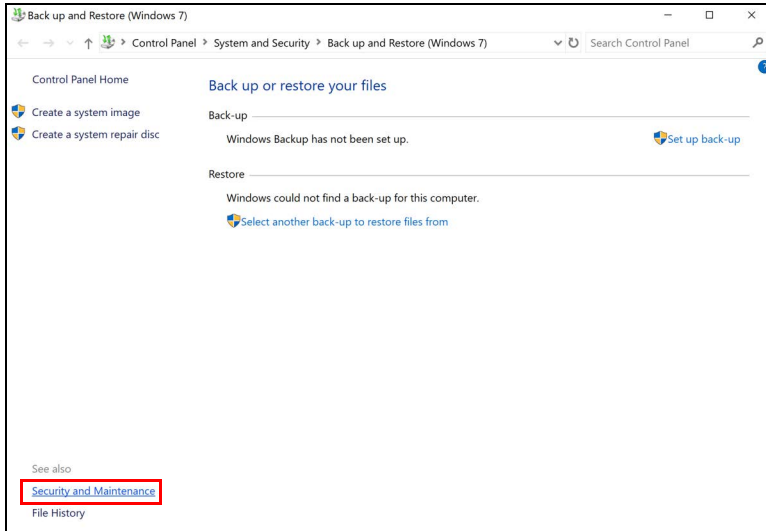 Back up and Restore (Windows 7)
Control Panel > System and Security > Back up and Restore (Windows 7)
Search Control Panel
Control Panel Home
Create a system image
Create a system repair disc
Back up or restore your files
Back-up
Windows Backup has not been set up.
Set up back-up
Restore
Windows could not find a back-up for this computer.
Select another back-up to restore files from
See also
Security and Maintenance
File History